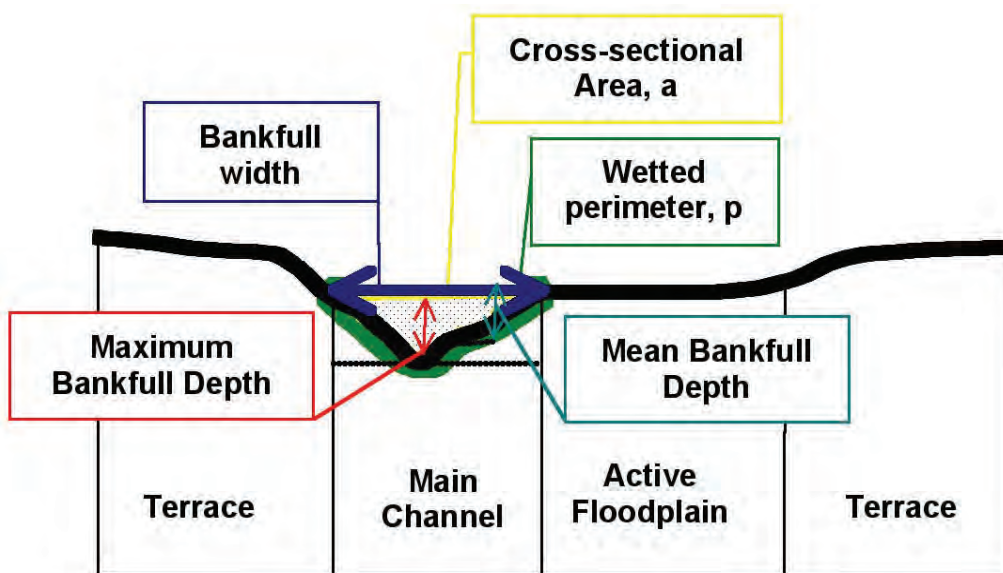 Cross-sectional
Area, a
Bankfull
width
Wetted
perimeter, p
Maximum
Bankfull Depth
Mean Bankfull
Depth
Terrace
Main
Channel
Active
Floodplain
Terrace